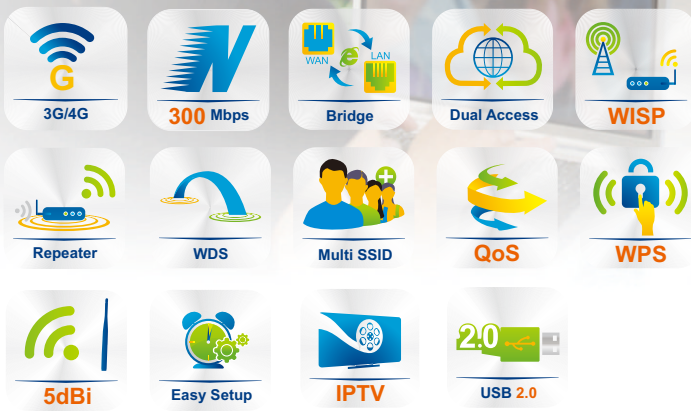 G
3G/4G
N
300 Mbps
WAN
LAN
Bridge
Dual Access
WISP
Repeater
WDS
Multi SSID
QoS
WPS
5dBi
Easy Setup
IPTV
2.0
USB 2.0